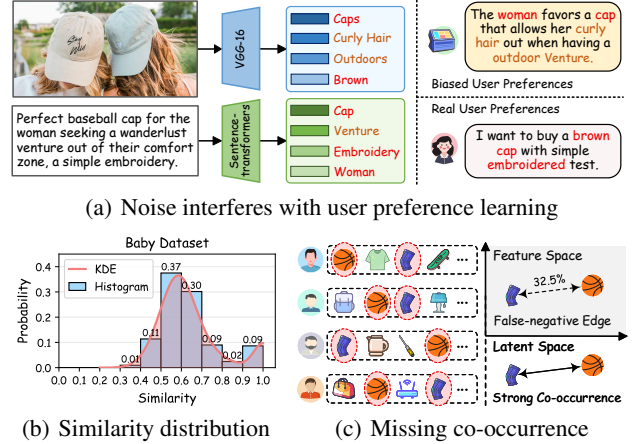 Stay
Wild
VGG-16
Caps
Curly Hair
Outdoors
Brown
The woman favors a cap
that allows her curly
hair out when having a
outdoor Venture.
Biased User Preferences
Perfect baseball cap for the
woman seeking a wanderlust
venture out of their comfort
zone, a simple embroidery.
Sentence-
transformers
Cap
Venture
Embroidery
Woman
Real User Preferences
I want to buy a brown
cap with simple
embroidered test.
(a) Noise interferes with user preference learning
Baby Dataset
KDE
Histogram
Probability
0.4
0.3
0.2
0.1
0.0
0.01
0.11
0.37
0.30
0.09
0.02
0.09
0.0 0.1 0.2 0.3 0.4 0.5 0.6 0.7 0.8 0.9 1.0
Similarity
(b) Similarity distribution
...
...
...
...
Feature Space
32.5%
False-negative Edge
Latent Space
Strong Co-occurrence
(c) Missing co-occurrence